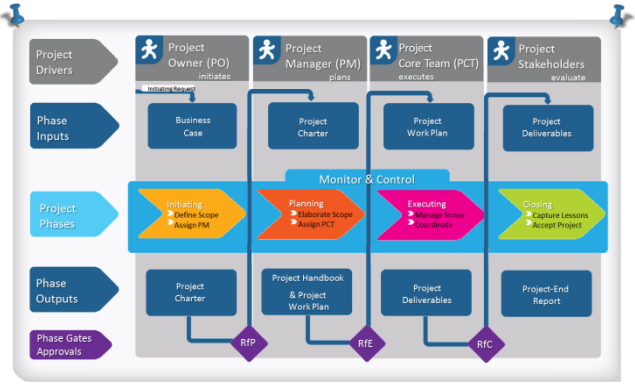 Project
Drivers
Project
Owner (PO)
initiates
Project
Manager (PM)
plans
Project
Core Team (PCT)
executes
Project
Stakeholders
evaluate
Initiating Request
Phase
Inputs
Business
Case
Project
Charter
Project
Work Plan
Project
Deliverables
Monitor & Control
Project
Phases
Initiating
Define Scope
Assign PM
Planning
Elaborate Scope
Assign PCT
Executing
Manage Scope
Coordinate
Closing
Capture Lessons
Accept Project
Phase
Outputs
Project
Charter
Project Handbook
& Project
Work Plan
Project
Deliverables
Project-End
Report
Phase Gates
Approvals
RfP
RfE
RfC